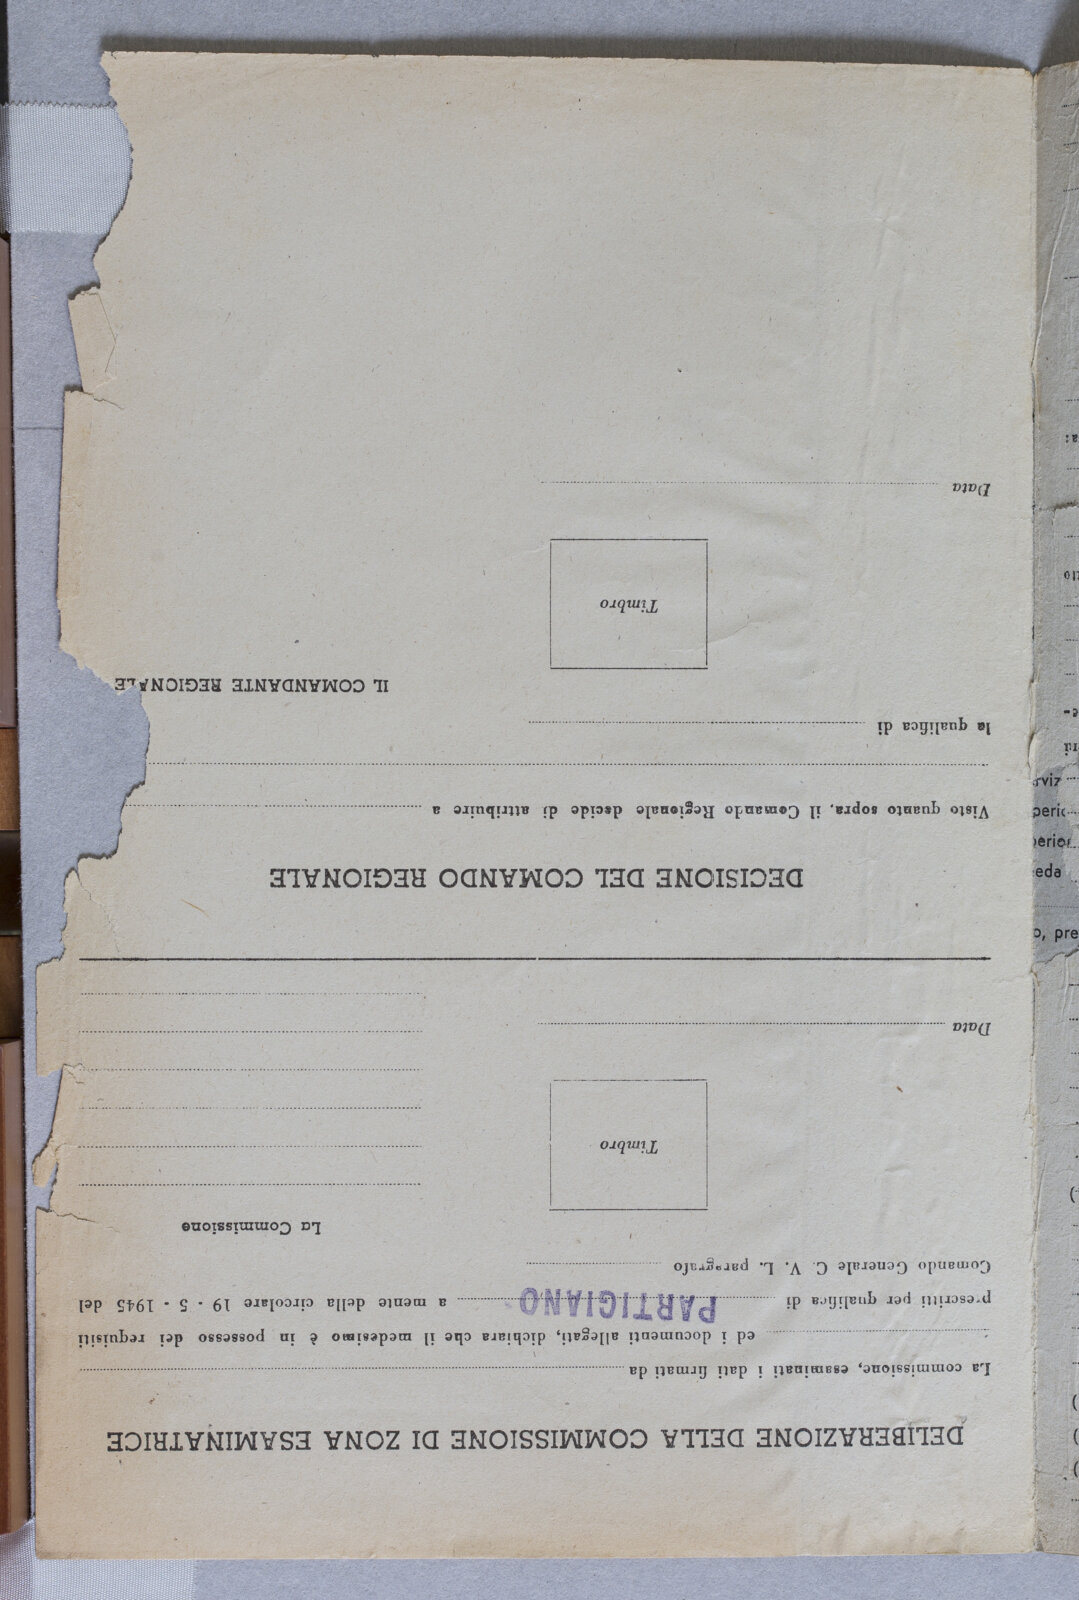 DELIBERAZIONE DELLA COMMISSIONE DI ZONA ESAMINATRICE
La commissione, esaminati i dati firmati da
ed i documenti allegati, dichiara che il medesimo è in possesso dei requisiti
prescritti per qualifica di PARTIGIANO a mente della circolare 19 - 5 - 1945 del
Comando Generale C. V. L. paragrafo
La Commissione
Timbro
Data
DECISIONE DEL COMANDO REGIONALE
Visto quanto sopra, il Comando Regionale decide di attribuire a
la qualifica di
IL COMANDANTE REGIONALE
Timbro
Data